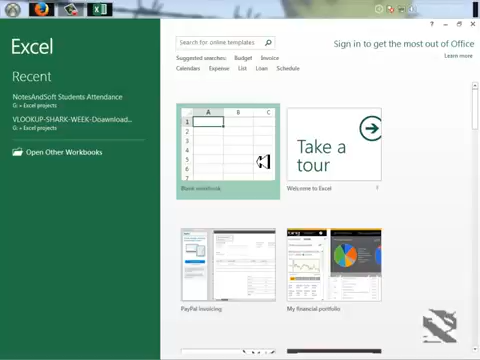 Excel
Recent
NotesAndSoft Students Attendance
G: » Excel projects
VLOOKUP-SHARK-WEEK-Doawnload...
G: » Excel projects
Open Other Workbooks
Search for online templates
Sign in to get the most out of Office
Learn more
Suggested searches: Budget Invoice
Calendars Expense List Loan Schedule
A B C
1
2
3
4
5
6
7
Take a
tour
Blank workbook
Welcome to Excel
PayPal Invoicing
My financial portfolio